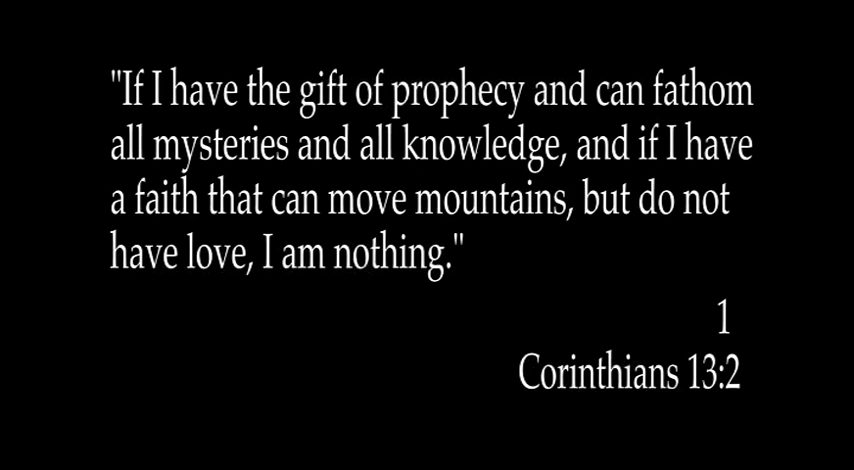 "If I have the gift of prophecy and can fathom
all mysteries and all knowledge, and if I have
a faith that can move mountains, but do not
have love, I am nothing."
1
Corinthians 13:2